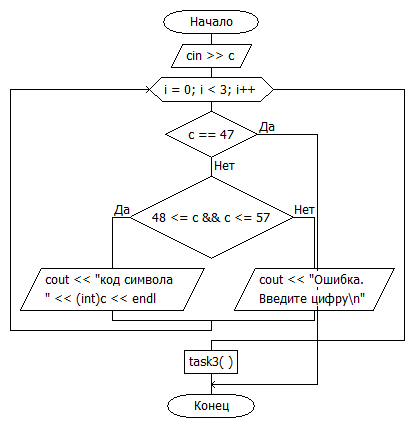 Начало
cin >> c
i = 0; i < 3; i++
c == 47
Да
Нет
Да
48 <= c && c <= 57
Нет
cout << "код символа
" << (int)c << endl
cout << "Ошибка.
Введите цифру\n"
task3( )
Конец